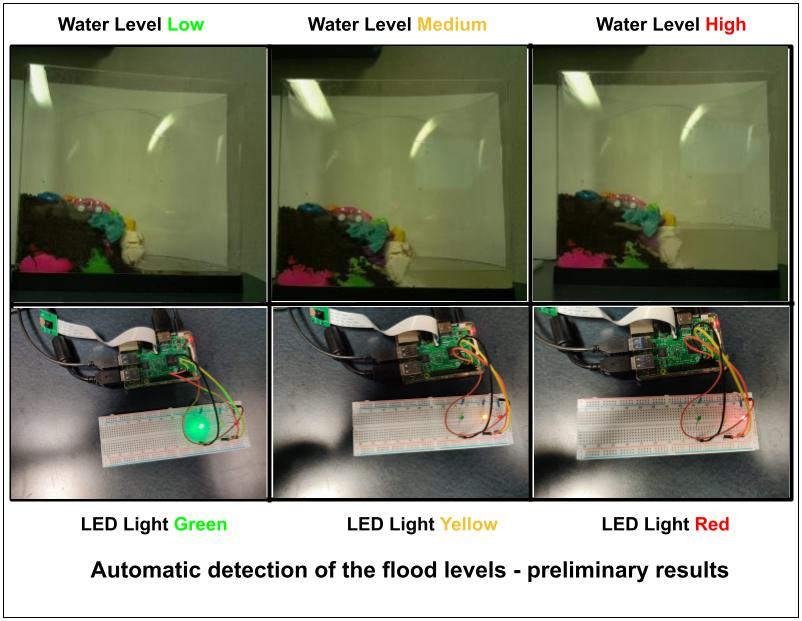 Water Level Low
Water Level Medium
Water Level High
LED Light Green
LED Light Yellow
LED Light Red
Automatic detection of the flood levels - preliminary results